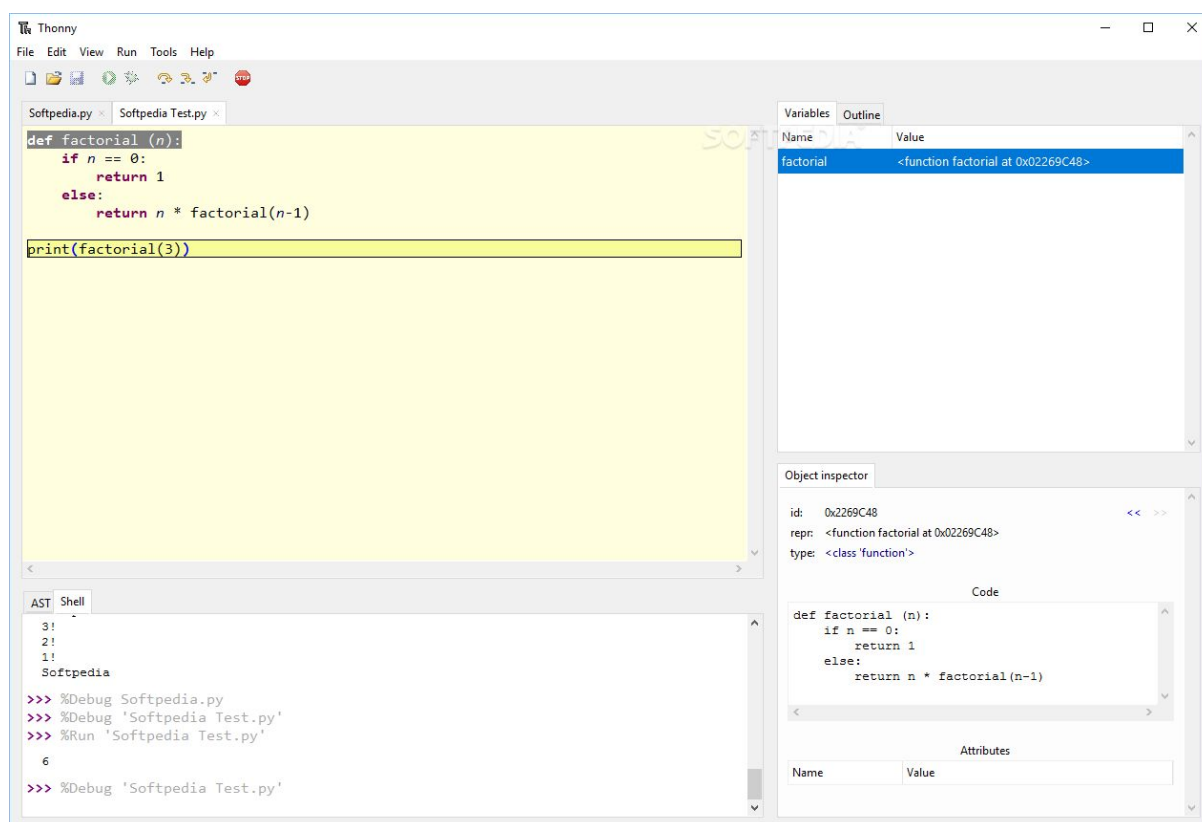 Thonny
File Edit View Run Tools Help
STOP
Softpedia.py × Softpedia Test.py ×
def factorial (n):
    if n == 0:
        return 1
    else:
        return n * factorial(n-1)
print(factorial(3))
SOFTPEDIA
Variables Outline
Name Value
factorial <function factorial at 0x02269C48>
Object inspector
id: 0x2269C48 << >>
repr: <function factorial at 0x02269C48>
type: <class 'function'>
Code
def factorial (n):
    if n == 0:
        return 1
    else:
        return n * factorial(n-1)
Attributes
Name Value
AST Shell
3!
2!
1!
Softpedia
>>> %Debug Softpedia.py
>>> %Debug 'Softpedia Test.py'
>>> %Run 'Softpedia Test.py'
6
>>> %Debug 'Softpedia Test.py'